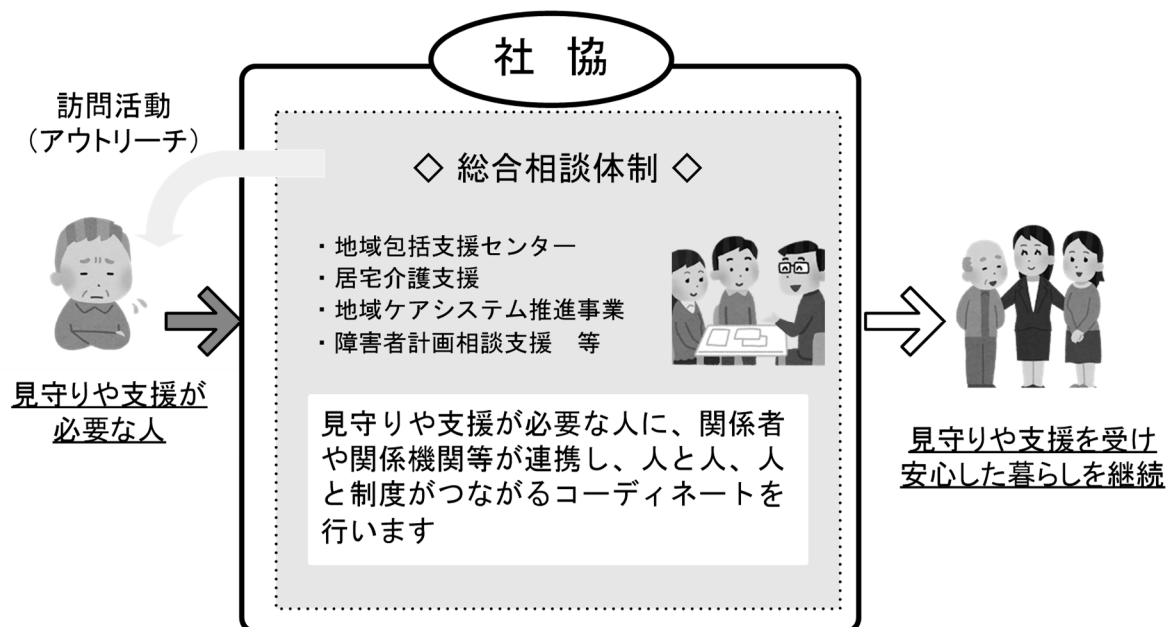 社 協
訪問活動
（アウトリーチ）
◇ 総合相談体制 ◇
・地域包括支援センター
・居宅介護支援
・地域ケアシステム推進事業
・障害者計画相談支援　等
見守りや支援が
必要な人
見守りや支援が必要な人に、関係者
や関係機関等が連携し、人と人、人
と制度がつながるコーディネートを
行います
見守りや支援を受け
安心した暮らしを継続